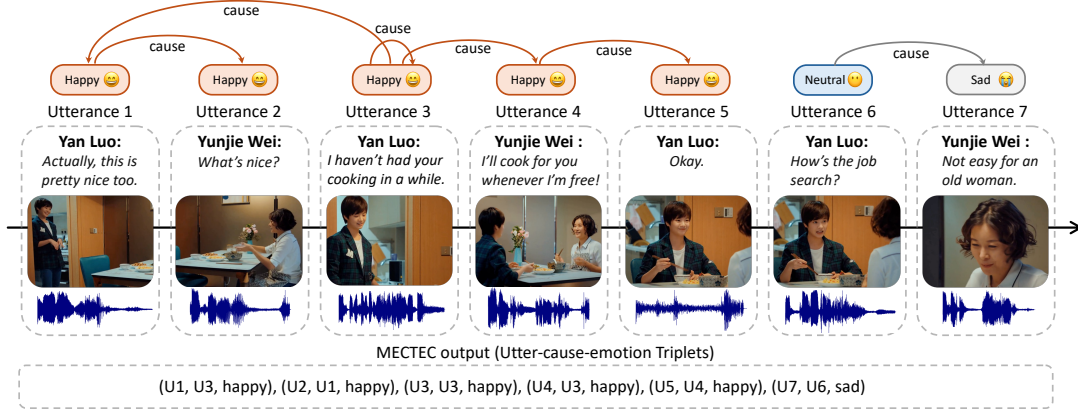 cause
cause
cause
cause
cause
cause
Happy
Happy
Happy
Happy
Happy
Neutral
Sad
Utterance 1
Utterance 2
Utterance 3
Utterance 4
Utterance 5
Utterance 6
Utterance 7
Yan Luo:
Actually, this is
pretty nice too.
Yunjie Wei:
What's nice?
Yan Luo:
I haven't had your
cooking in a while.
Yunjie Wei :
I'll cook for you
whenever I'm free!
Yan Luo:
Okay.
Yan Luo:
How's the job
search?
Yunjie Wei :
Not easy for an
old woman.
MECTEC output (Utter-cause-emotion Triplets)
(U1, U3, happy), (U2, U1, happy), (U3, U3, happy), (U4, U3, happy), (U5, U4, happy), (U7, U6, sad)